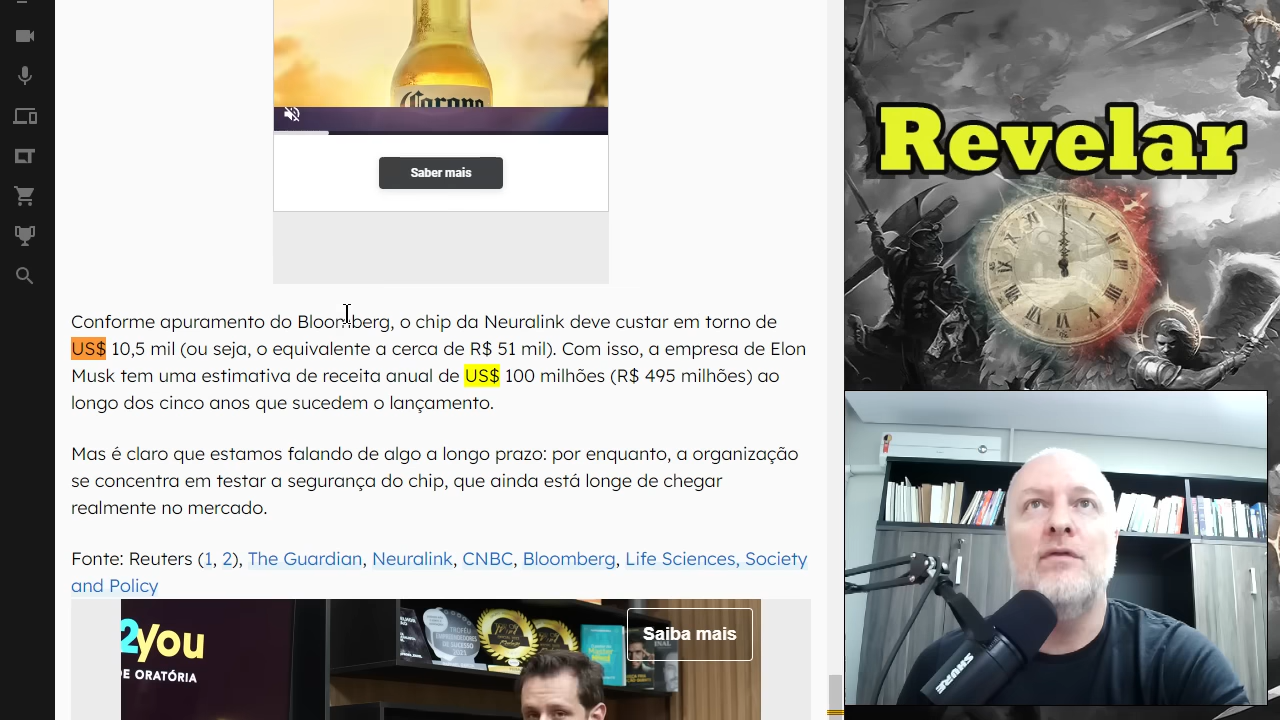 Corona
Saber mais
Conforme apuramento do Bloomberg, o chip da Neuralink deve custar em torno de
US$ 10,5 mil (ou seja, o equivalente a cerca de R$ 51 mil). Com isso, a empresa de Elon
Musk tem uma estimativa de receita anual de US$ 100 milhões (R$ 495 milhões) ao
longo dos cinco anos que sucedem o lançamento.
Mas é claro que estamos falando de algo a longo prazo: por enquanto, a organização
se concentra em testar a segurança do chip, que ainda está longe de chegar
realmente no mercado.
Fonte: Reuters (1, 2), The Guardian, Neuralink, CNBC, Bloomberg, Life Sciences, Society
and Policy
2You
DE ORATÓRIA
Saiba mais
Revelar
SHURE